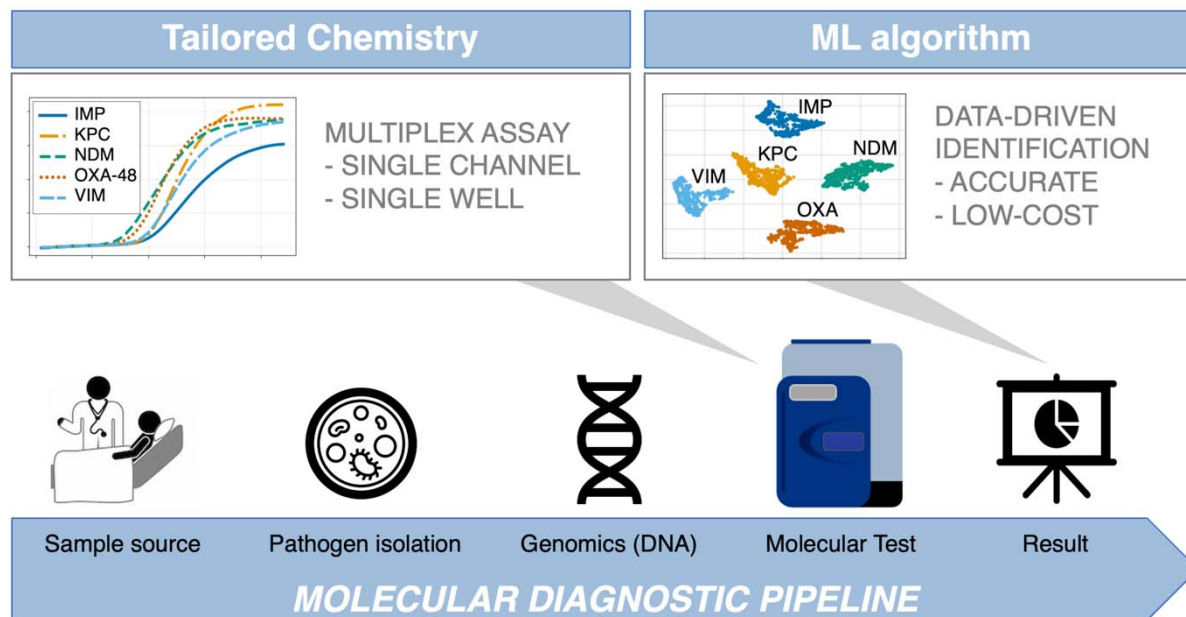 Tailored Chemistry
IMP
KPC
NDM
OXA-48
VIM
MULTIPLEX ASSAY
- SINGLE CHANNEL
- SINGLE WELL
ML algorithm
IMP
KPC
NDM
VIM
OXA
DATA-DRIVEN
IDENTIFICATION
- ACCURATE
- LOW-COST
Sample source
Pathogen isolation
Genomics (DNA)
Molecular Test
Result
MOLECULAR DIAGNOSTIC PIPELINE